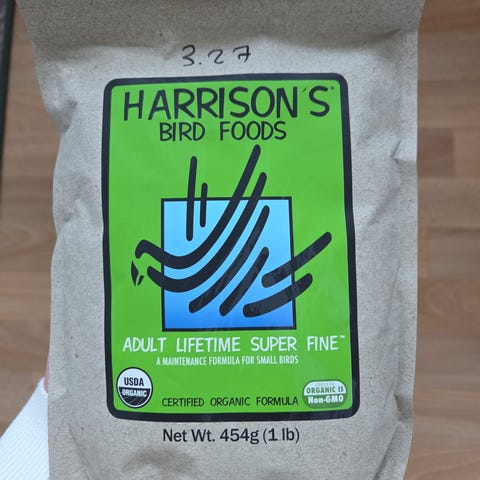 3.27
HARRISON'S®
BIRD FOODS
ADULT LIFETIME SUPER FINE™
A MAINTENANCE FORMULA FOR SMALL BIRDS
USDA
ORGANIC
CERTIFIED ORGANIC FORMULA
CERTIFIED
ORGANIC IS
Non-GMO
Net Wt. 454g (1 lb)